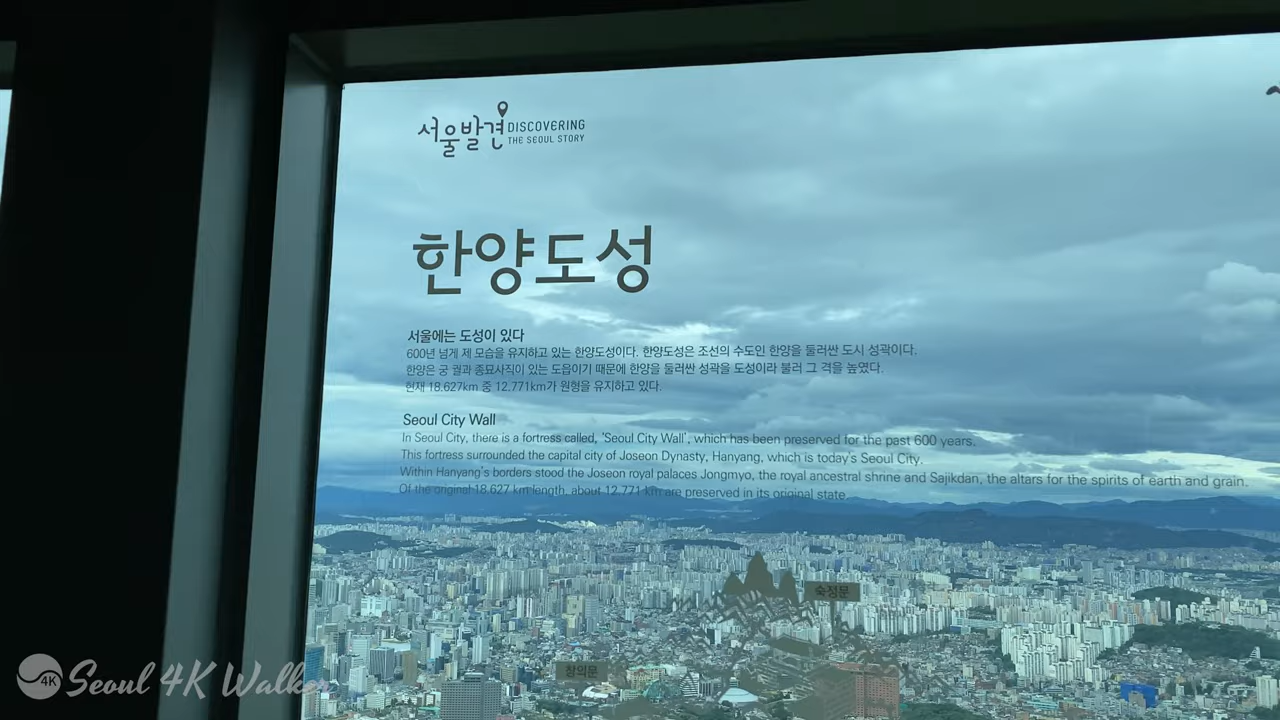 서울발견 DISCOVERING
THE SEOUL STORY
한양도성
서울에는 도성이 있다
600년 넘게 제 모습을 유지하고 있는 한양도성이다. 한양도성은 조선의 수도인 한양을 둘러싼 도시 성곽이다.
한양은 궁 궐과 종묘사직이 있는 도읍이기 때문에 한양을 둘러싼 성곽을 도성이라 불러 그 격을 높였다.
현재 18.627km 중 12.771km가 원형을 유지하고 있다.
Seoul City Wall
In Seoul City, there is a fortress called, 'Seoul City Wall', which has been preserved for the past 600 years.
This fortress surrounded the capital city of Joseon Dynasty, Hanyang, which is today's Seoul City.
Within Hanyang's borders stood the Joseon royal palaces Jongmyo, the royal ancestral shrine and Sajikdan, the altars for the spirits of earth and grain.
Of the original 18.627 km length, about 12.771 km are preserved in its original state
숙정문
창의문
4K Seoul 4K Walker